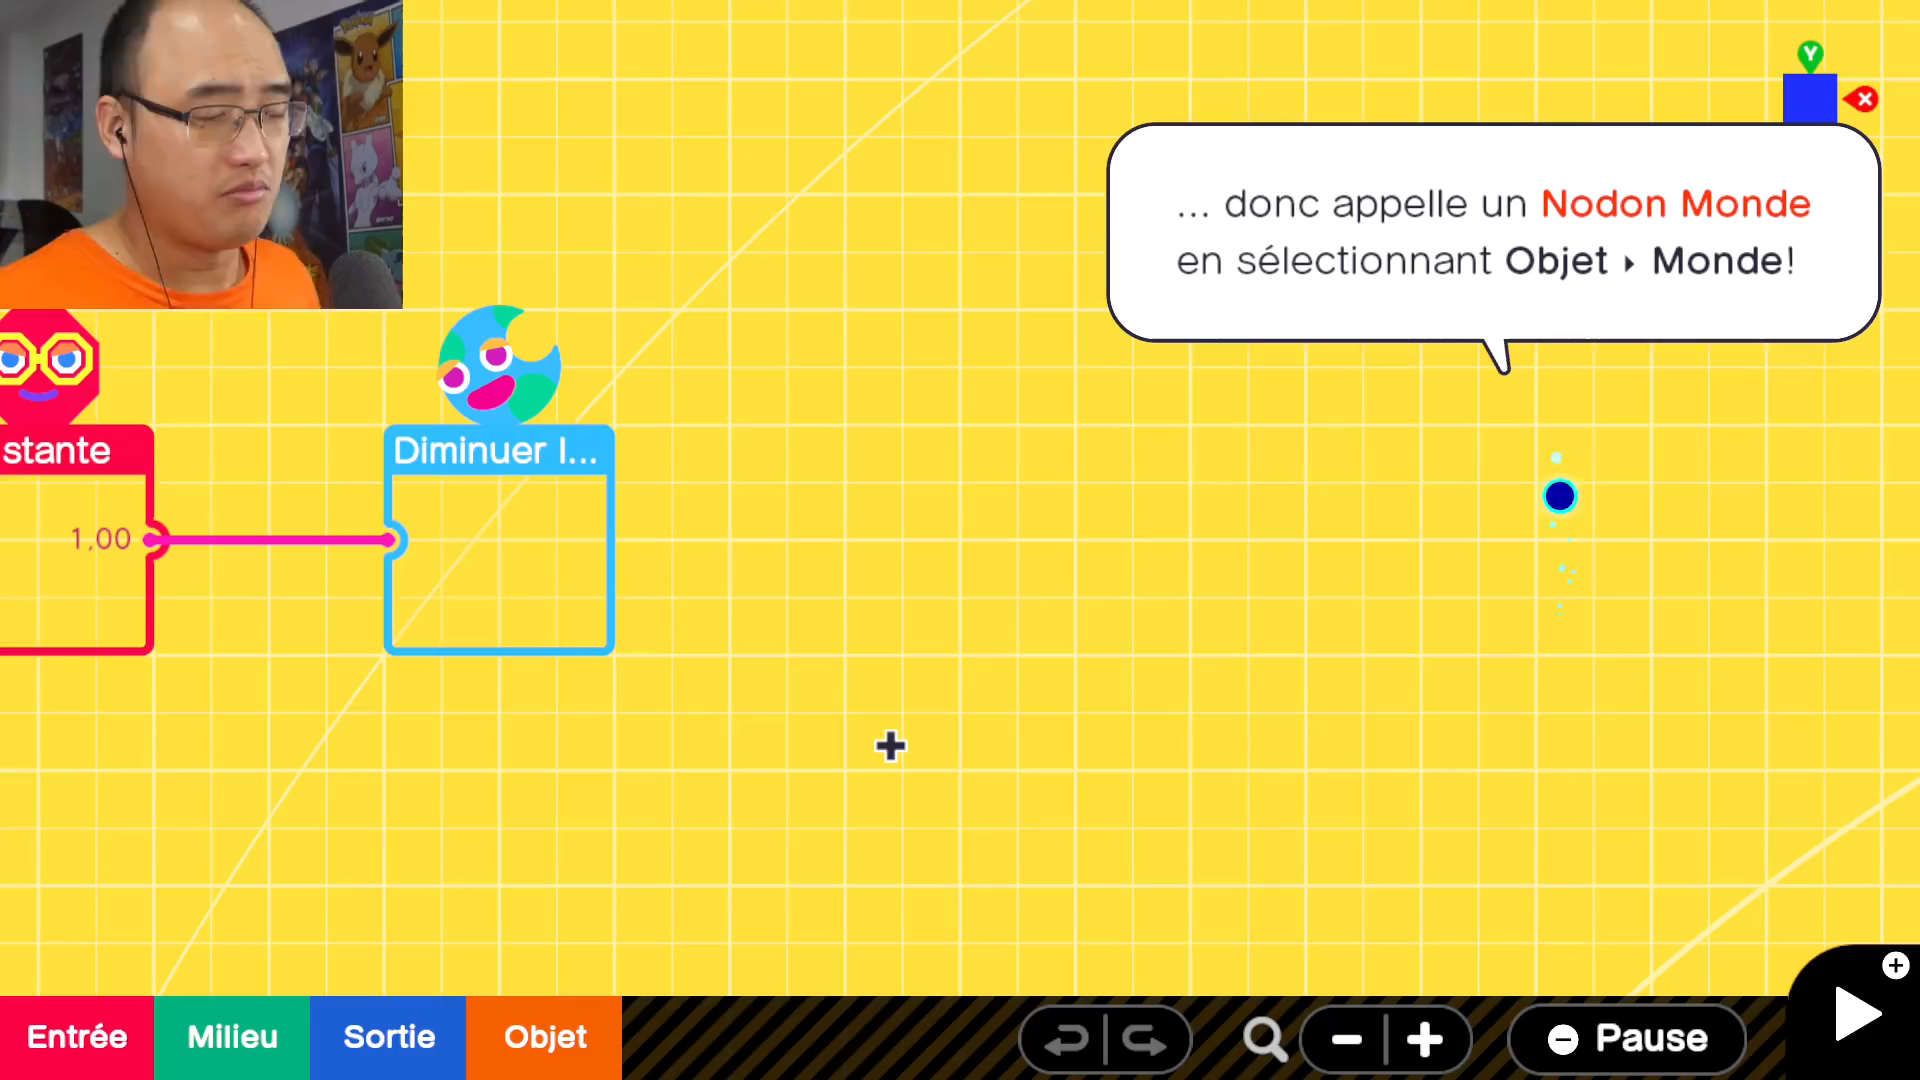 Y
X
... donc appelle un Nodon Monde
en sélectionnant Objet ▸ Monde!
stante
Diminuer l...
1,00
Entrée
Milieu
Sortie
Objet
Pause